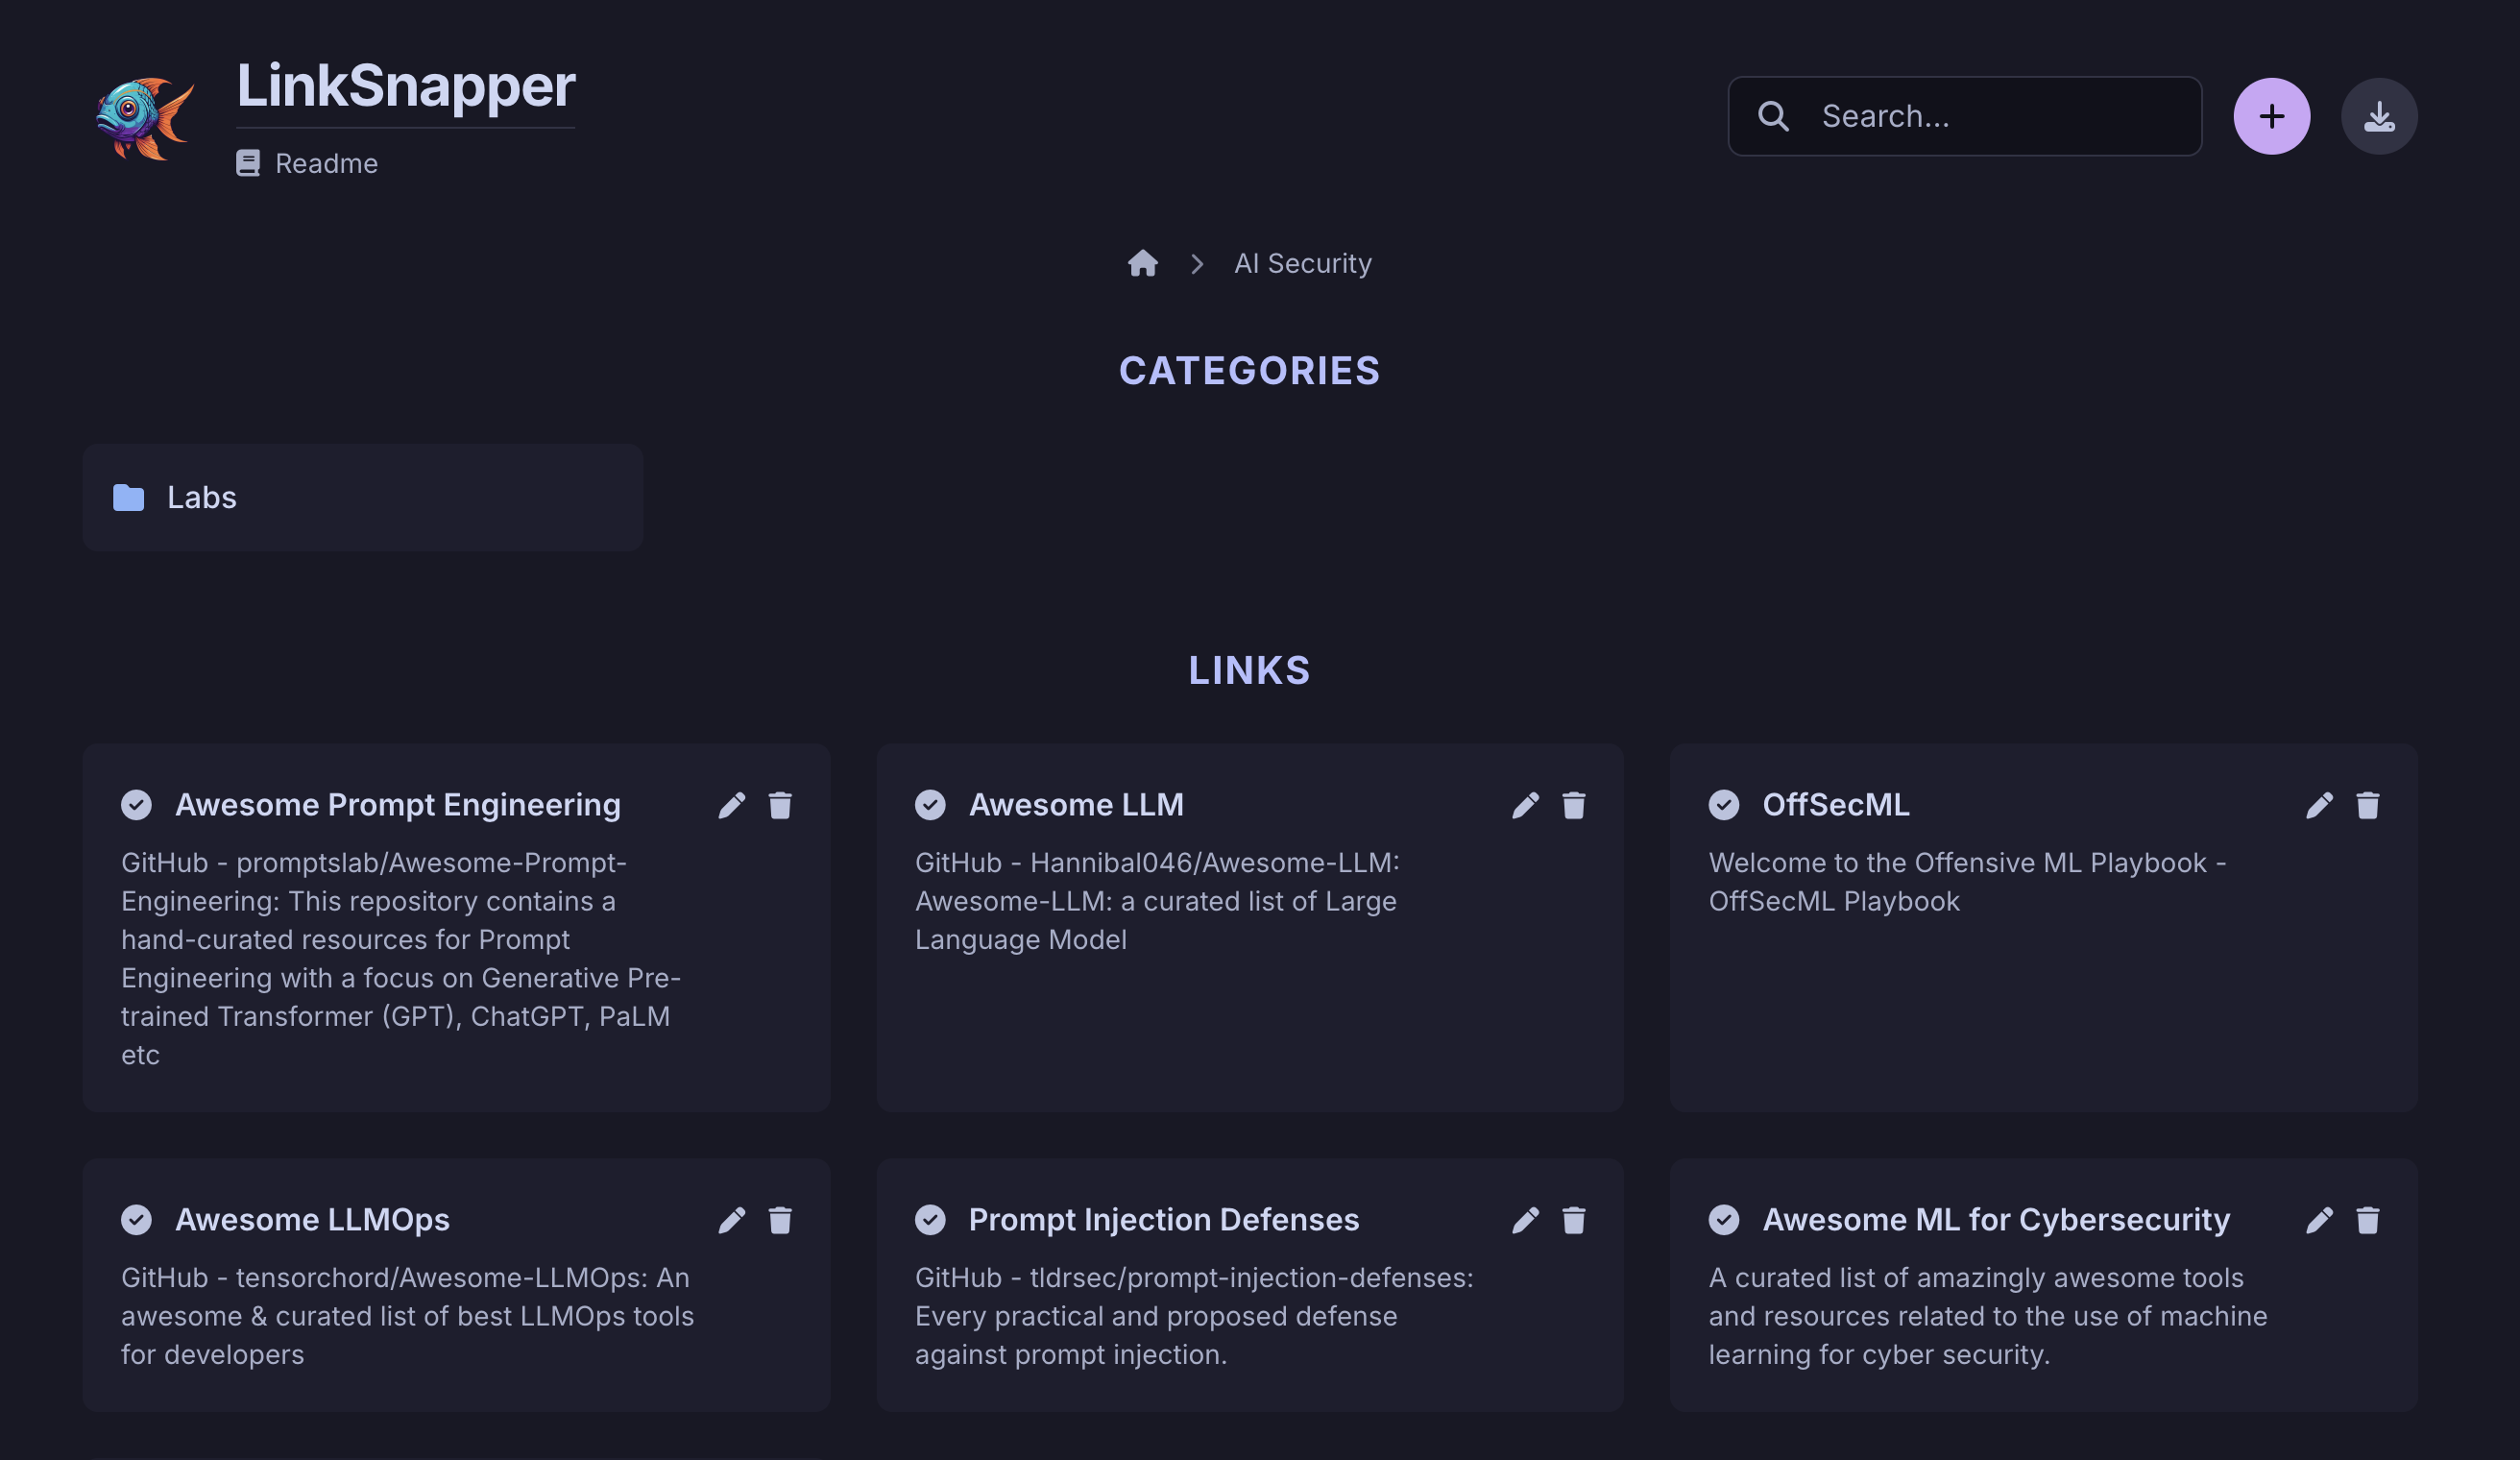 LinkSnapper
Readme
Search...
AI Security
CATEGORIES
Labs
LINKS
Awesome Prompt Engineering
GitHub - promptslab/Awesome-Prompt-
Engineering: This repository contains a
hand-curated resources for Prompt
Engineering with a focus on Generative Pre-
trained Transformer (GPT), ChatGPT, PaLM
etc
Awesome LLM
GitHub - Hannibal046/Awesome-LLM:
Awesome-LLM: a curated list of Large
Language Model
OffSecML
Welcome to the Offensive ML Playbook -
OffSecML Playbook
Awesome LLMOps
GitHub - tensorchord/Awesome-LLMOps: An
awesome & curated list of best LLMOps tools
for developers
Prompt Injection Defenses
GitHub - tldrsec/prompt-injection-defenses:
Every practical and proposed defense
against prompt injection.
Awesome ML for Cybersecurity
A curated list of amazingly awesome tools
and resources related to the use of machine
learning for cyber security.